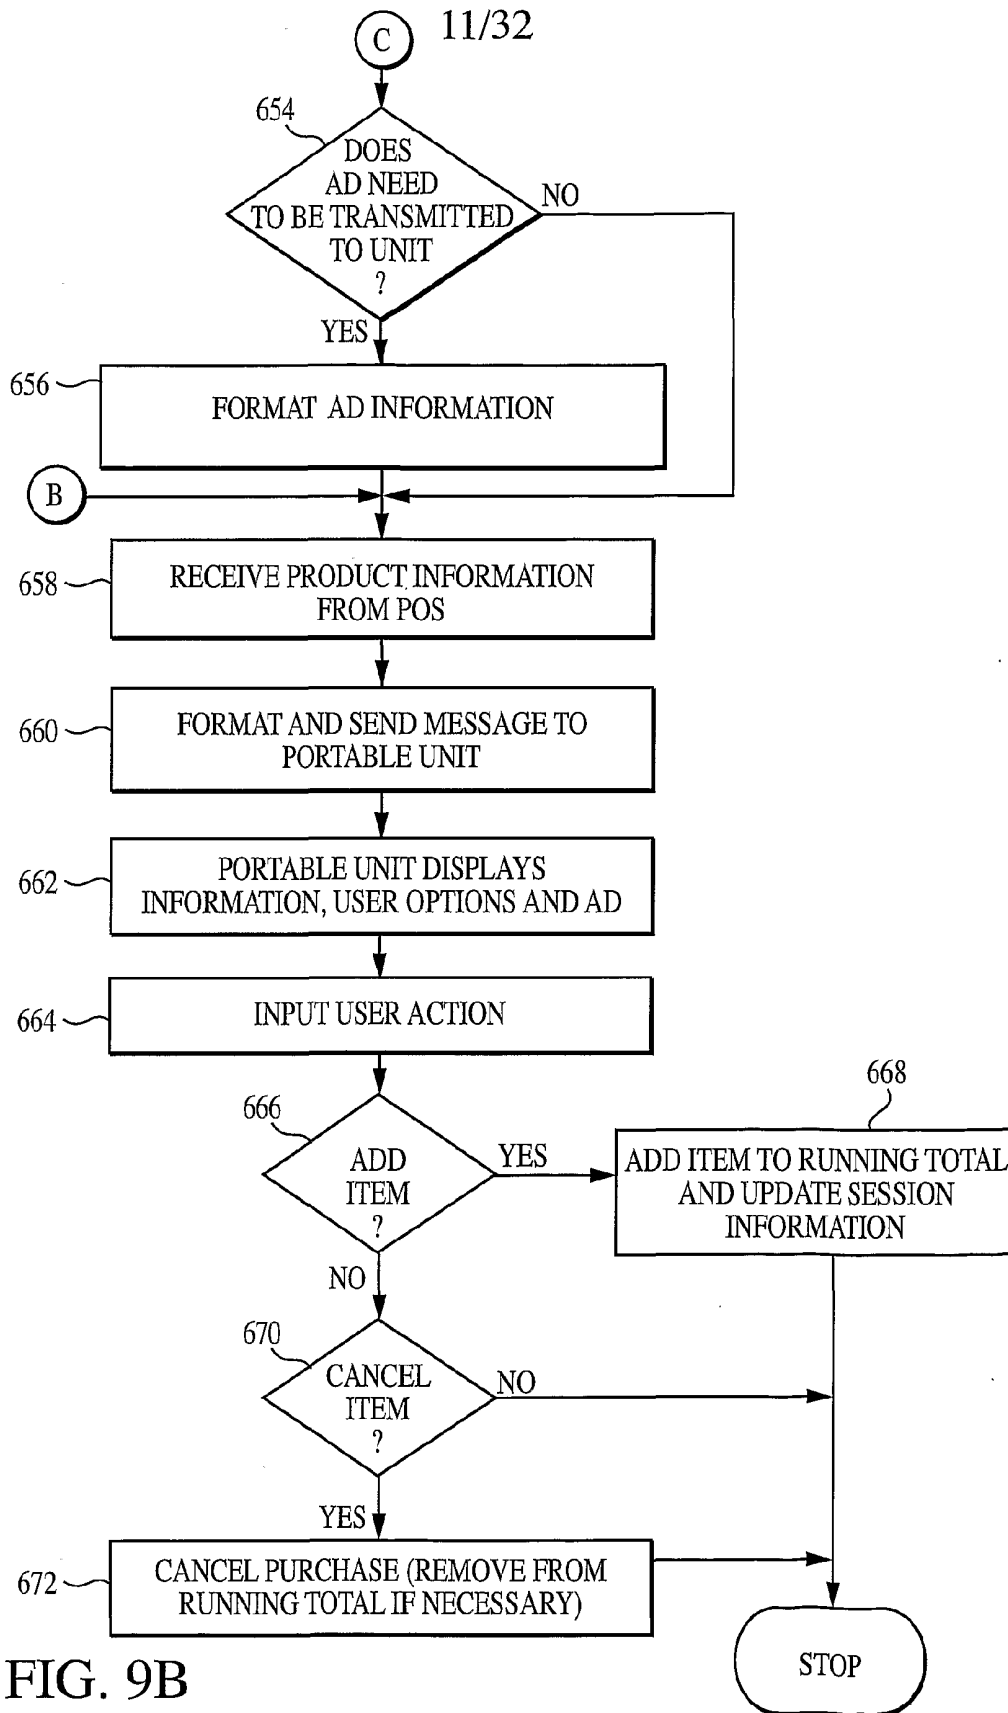 C
11/32
654
DOES
AD NEED
TO BE TRANSMITTED
TO UNIT
?
NO
YES
656
FORMAT AD INFORMATION
B
658
RECEIVE PRODUCT INFORMATION
FROM POS
660
FORMAT AND SEND MESSAGE TO
PORTABLE UNIT
662
PORTABLE UNIT DISPLAYS
INFORMATION, USER OPTIONS AND AD
664
INPUT USER ACTION
666
ADD
ITEM
?
YES
668
ADD ITEM TO RUNNING TOTAL
AND UPDATE SESSION
INFORMATION
NO
670
CANCEL
ITEM
?
NO
YES
672
CANCEL PURCHASE (REMOVE FROM
RUNNING TOTAL IF NECESSARY)
STOP
FIG. 9B